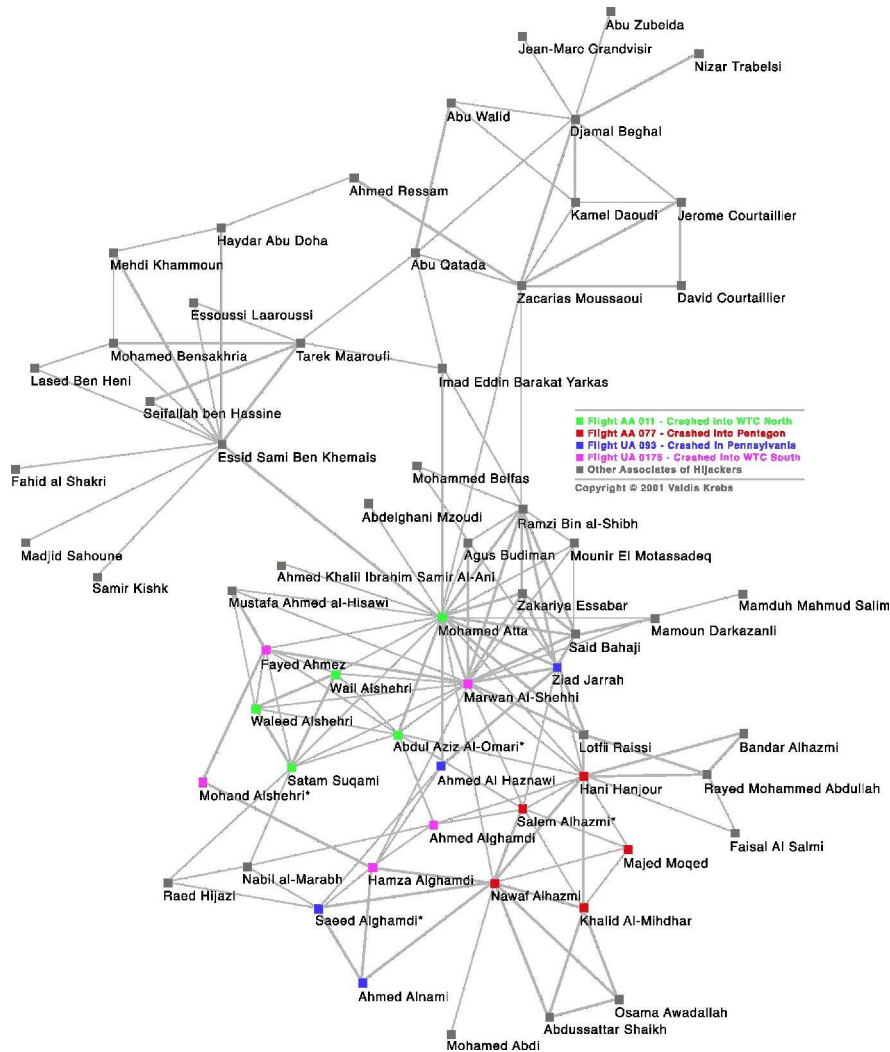 Abu Zubeida
Jean-Marc Grandvisir
Nizar Trabelsi
Abu Walid
Djamal Beghal
Ahmed Ressam
Kamel Daoudi
Jerome Courtaillier
Haydar Abu Doha
Mehdi Khammoun
Abu Qatada
Zacarias Moussaoui
David Courtaillier
Essoussi Laaroussi
Mohamed Bensakhria
Tarek Maaroufi
Lased Ben Heni
Imad Eddin Barakat Yarkas
Seifallah ben Hassine
Flight AA 011 - Crashed into WTC North
Flight AA 077 - Crashed into Pentagon
Flight UA 093 - Crashed in Pennsylvania
Flight UA 0175 - Crashed into WTC South
Other Associates of Hijackers
Copyright © 2001 Valdis Krebs
Essid Sami Ben Khemais
Fahid al Shakri
Mohammed Belfas
Abdelghani Mzoudi
Ramzi Bin al-Shibh
Madjid Sahoune
Agus Budiman
Mounir El Motassadeq
Samir Kishk
Ahmed Khalil Ibrahim Samir Al-Ani
Mustafa Ahmed al-Hisawi
Zakariya Essabar
Mamduh Mahmud Salim
Mohamed Atta
Mamoun Darkazanli
Said Bahaji
Fayed Ahmez
Ziad Jarrah
Wail Alshehri
Marwan Al-Shehhi
Waleed Alshehri
Abdul Aziz Al-Omari*
Lotfi Raissi
Bandar Alhazmi
Satam Suqami
Ahmed Al Haznawi
Hani Hanjour
Rayed Mohammed Abdullah
Mohand Alshehri*
Salem Alhazmi*
Ahmed Alghamdi
Faisal Al Salmi
Majed Moqed
Nabil al-Marabh
Hamza Alghamdi
Raed Hijazi
Nawaf Alhazmi
Saeed Alghamdi*
Khalid Al-Mihdhar
Ahmed Alnami
Osama Awadallah
Abdussattar Shaikh
Mohamed Abdi